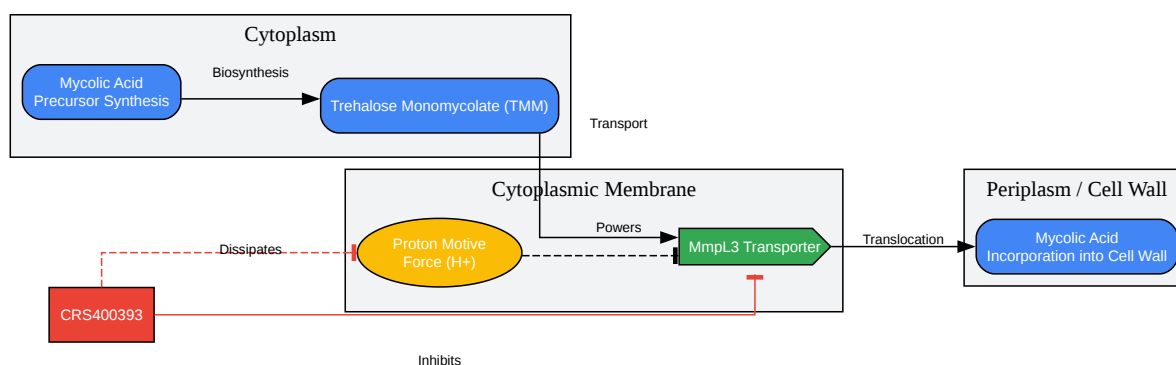 Cytoplasm
Biosynthesis
Mycolic Acid
Precursor Synthesis
Trehalose Monomycolate (TMM)
Transport
Cytoplasmic Membrane
Periplasm / Cell Wall
Dissipates
Proton Motive
Force (H+)
Powers
MmpL3 Transporter
Translocation
Mycolic Acid
Incorporation into Cell Wall
CRS400393
Inhibits